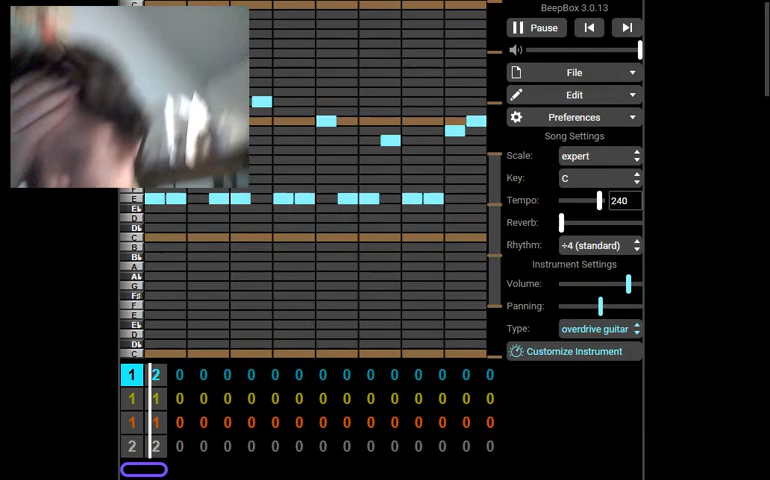 BeepBox 3.0.13
Pause
File
Edit
Preferences
Song Settings
Scale: expert
Key: C
Tempo: 240
Reverb:
Rhythm: ÷4 (standard)
Instrument Settings
Volume:
Panning:
Type: overdrive guitar
Customize Instrument
E
E♭
D
D♭
C
B
B♭
A
A♭
G
F♯
F
E
E♭
D
D♭
C
1 2 0 0 0 0 0 0 0 0 0 0 0 0 0 0
1 1 0 0 0 0 0 0 0 0 0 0 0 0 0 0
1 1 0 0 0 0 0 0 0 0 0 0 0 0 0 0
2 2 0 0 0 0 0 0 0 0 0 0 0 0 0 0